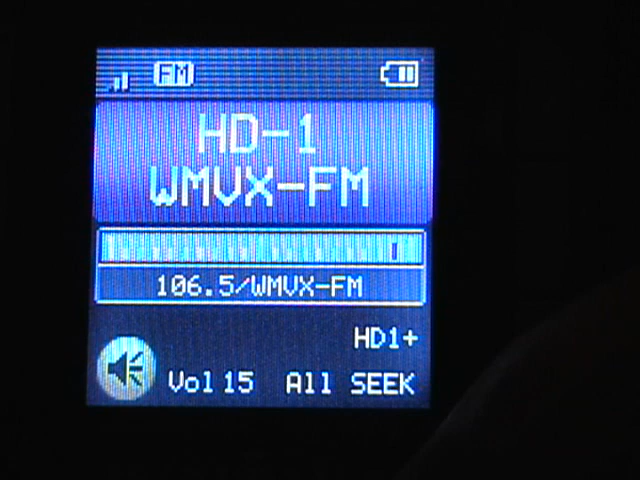 FM
HD-1
WMVX-FM
106.5/WMVX-FM
HD1+
Vol 15 All SEEK